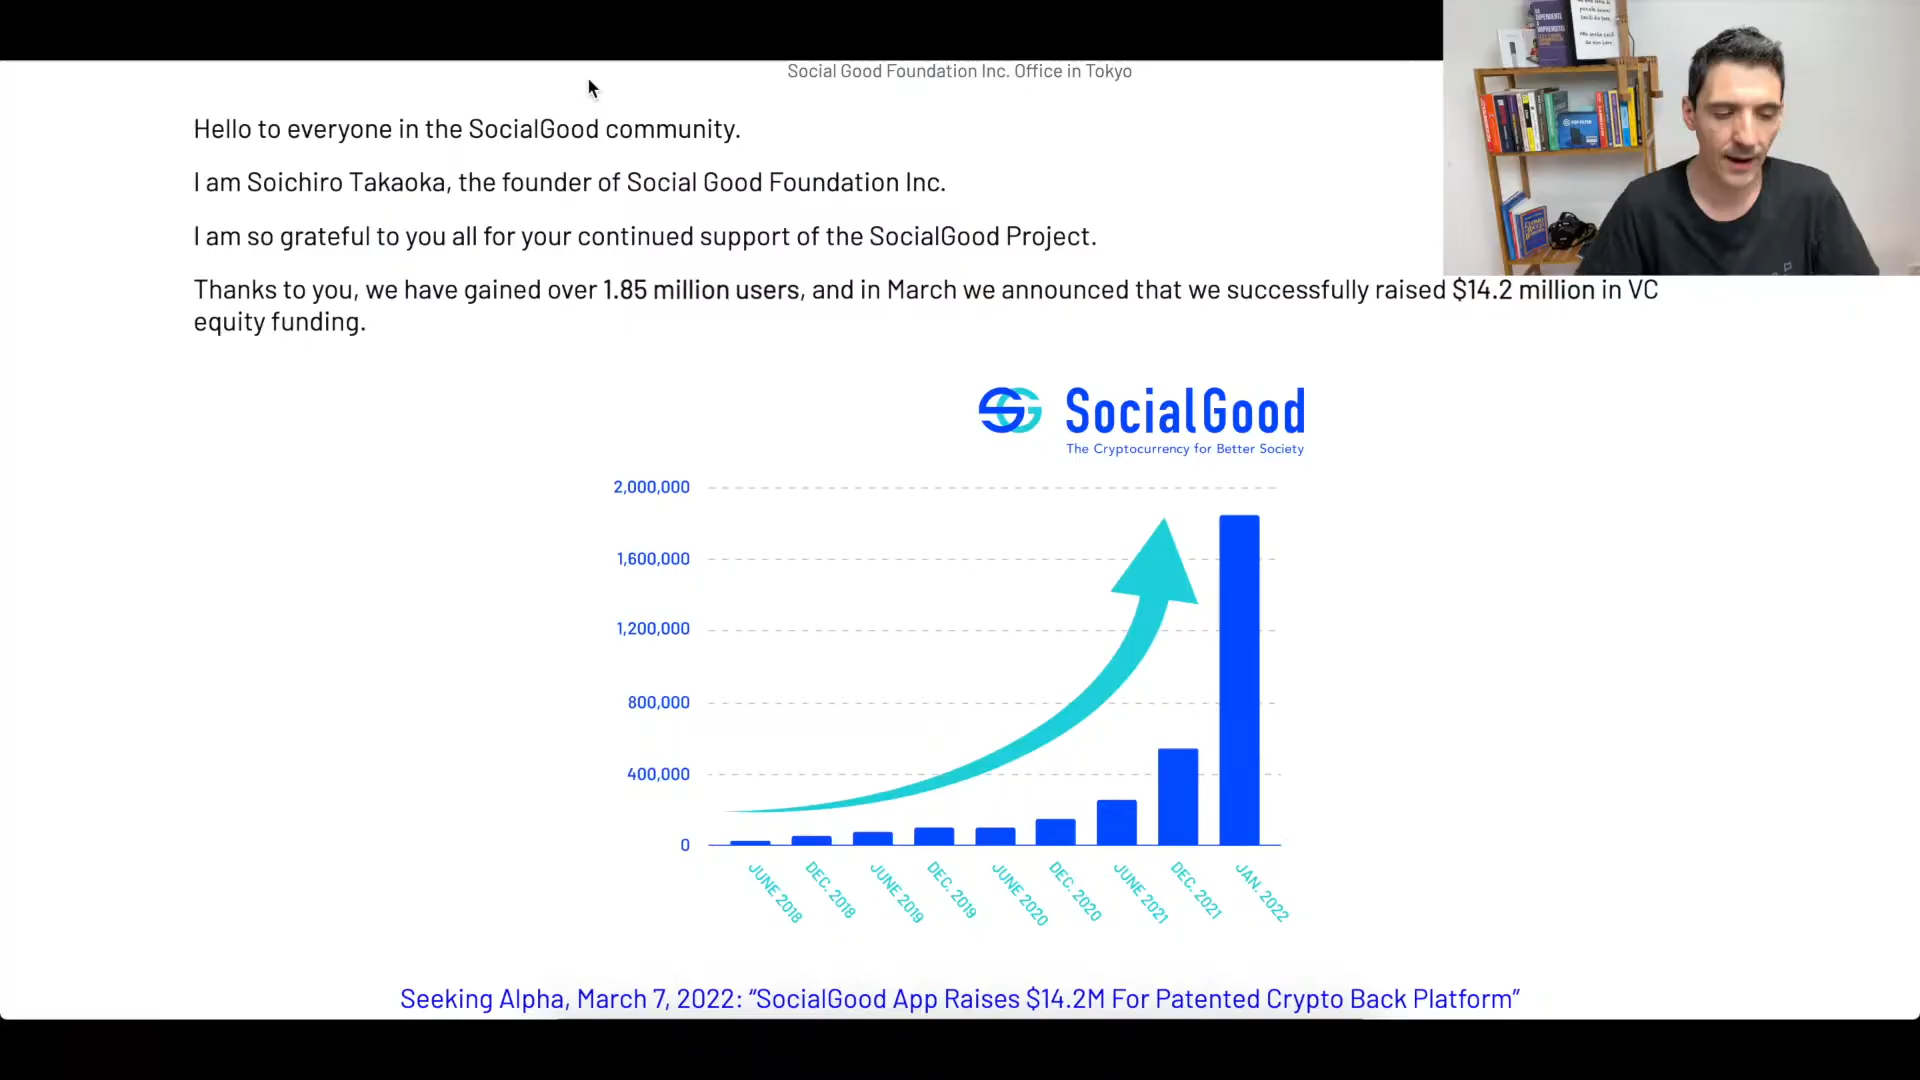 Social Good Foundation Inc. Office in Tokyo
Hello to everyone in the SocialGood community.
I am Soichiro Takaoka, the founder of Social Good Foundation Inc.
I am so grateful to you all for your continued support of the SocialGood Project.
Thanks to you, we have gained over 1.85 million users, and in March we announced that we successfully raised $14.2 million in VC
equity funding.
SG SocialGood
The Cryptocurrency for Better Society
2,000,000
1,600,000
1,200,000
800,000
400,000
0
JUNE 2018
DEC. 2018
JUNE 2019
DEC. 2019
JUNE 2020
DEC. 2020
JUNE 2021
DEC. 2021
JAN. 2022
Seeking Alpha, March 7, 2022: “SocialGood App Raises $14.2M For Patented Crypto Back Platform”